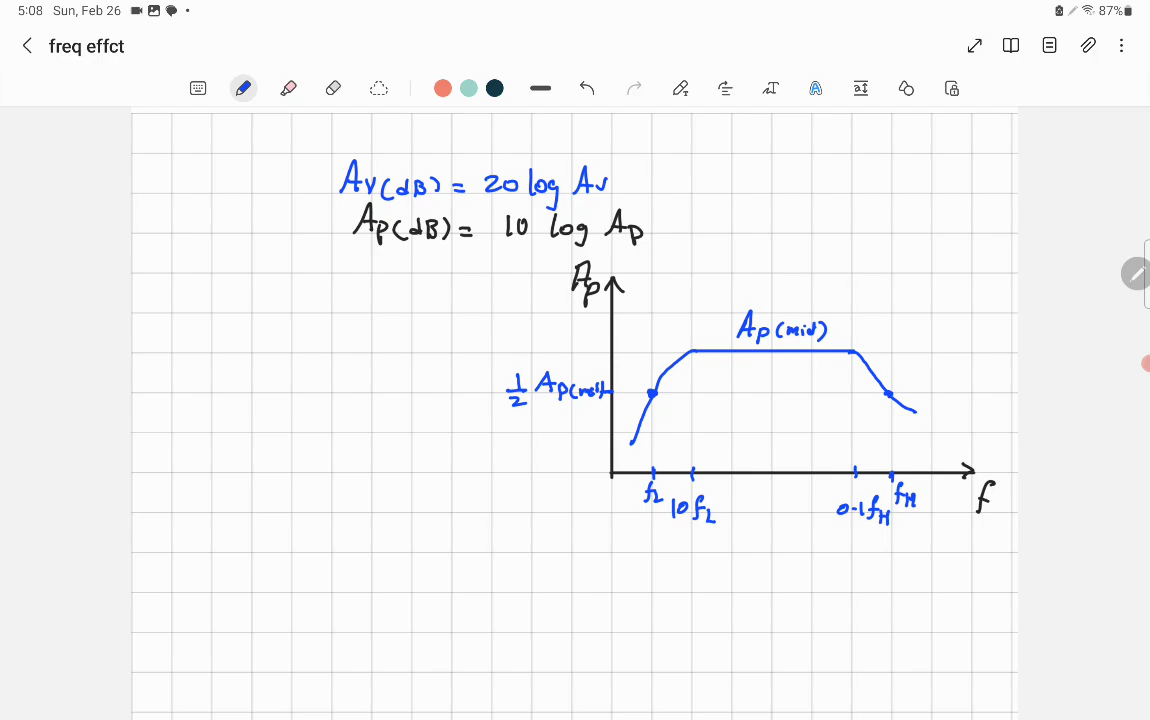 5:08 Sun, Feb 26
87%
freq effct
Av(dB) = 20 log Av
Ap(dB) = 10 log Ap
Ap
Ap(mid)
1/2 Ap(mid)
fL
10fL
0.1fH
fH
f